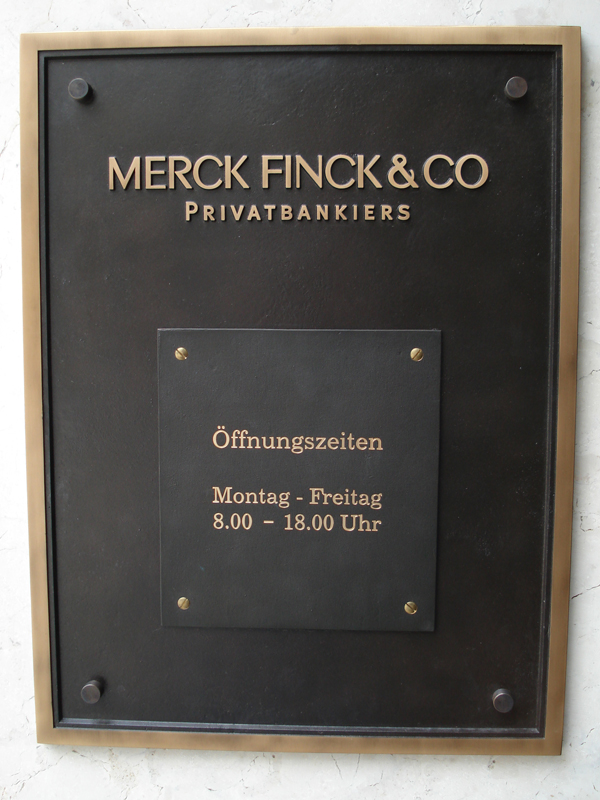 MERCK FINCK & CO
PRIVATBANKIERS
Öffnungszeiten
Montag - Freitag
8.00 - 18.00 Uhr